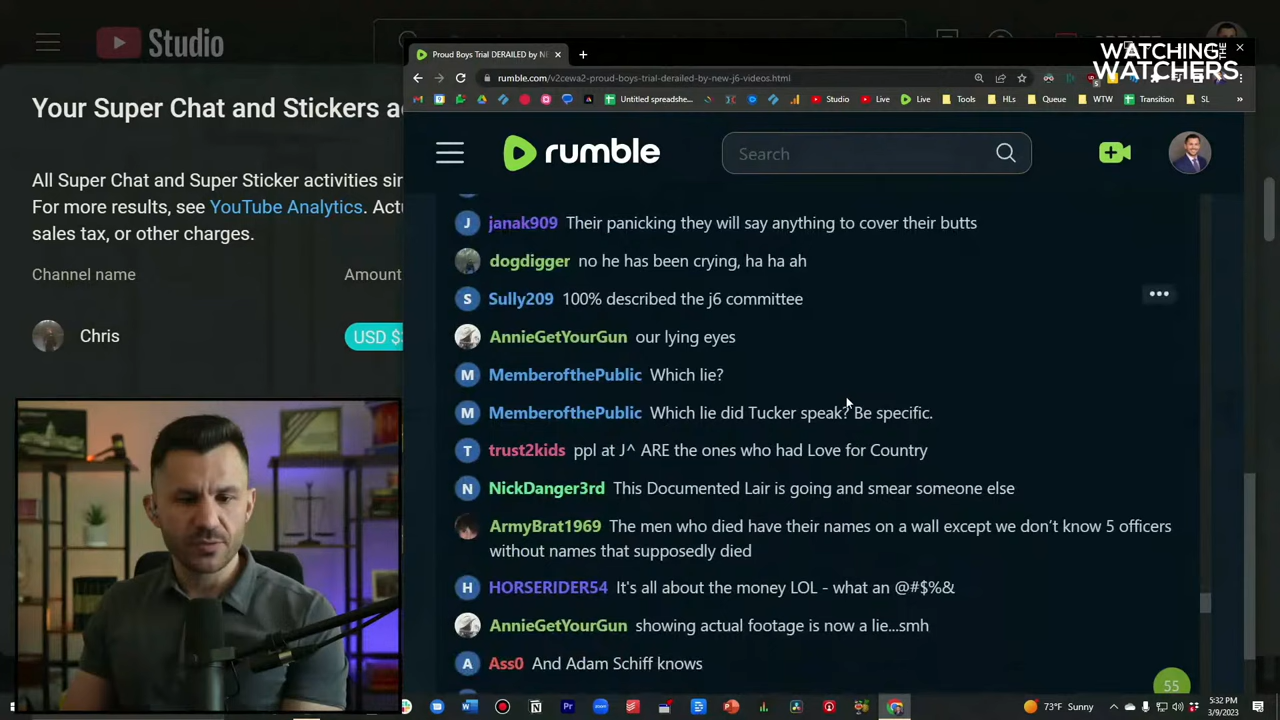 Studio
Your Super Chat and Stickers a
All Super Chat and Super Sticker activities si
For more results, see YouTube Analytics. Actu
sales tax, or other charges.
Channel name Amount
Chris USD $
Proud Boys Trial DERAILED by NE
WATCHING THE
WATCHERS
rumble.com/v2cewa2-proud-boys-trial-derailed-by-new-j6-videos.html
Untitled spreadshe... Studio Live Live Tools HLs Queue WTW Transition SL »
rumble
Search
J janak909 Their panicking they will say anything to cover their butts
dogdigger no he has been crying, ha ha ah
S Sully209 100% described the j6 committee
AnnieGetYourGun our lying eyes
M MemberofthePublic Which lie?
M MemberofthePublic Which lie did Tucker speak? Be specific.
T trust2kids ppl at J^ ARE the ones who had Love for Country
N NickDanger3rd This Documented Lair is going and smear someone else
ArmyBrat1969 The men who died have their names on a wall except we don't know 5 officers
without names that supposedly died
H HORSERIDER54 It's all about the money LOL - what an @#$%&
AnnieGetYourGun showing actual footage is now a lie...smh
A Ass0 And Adam Schiff knows
55
73°F Sunny
5:32 PM
3/9/2023